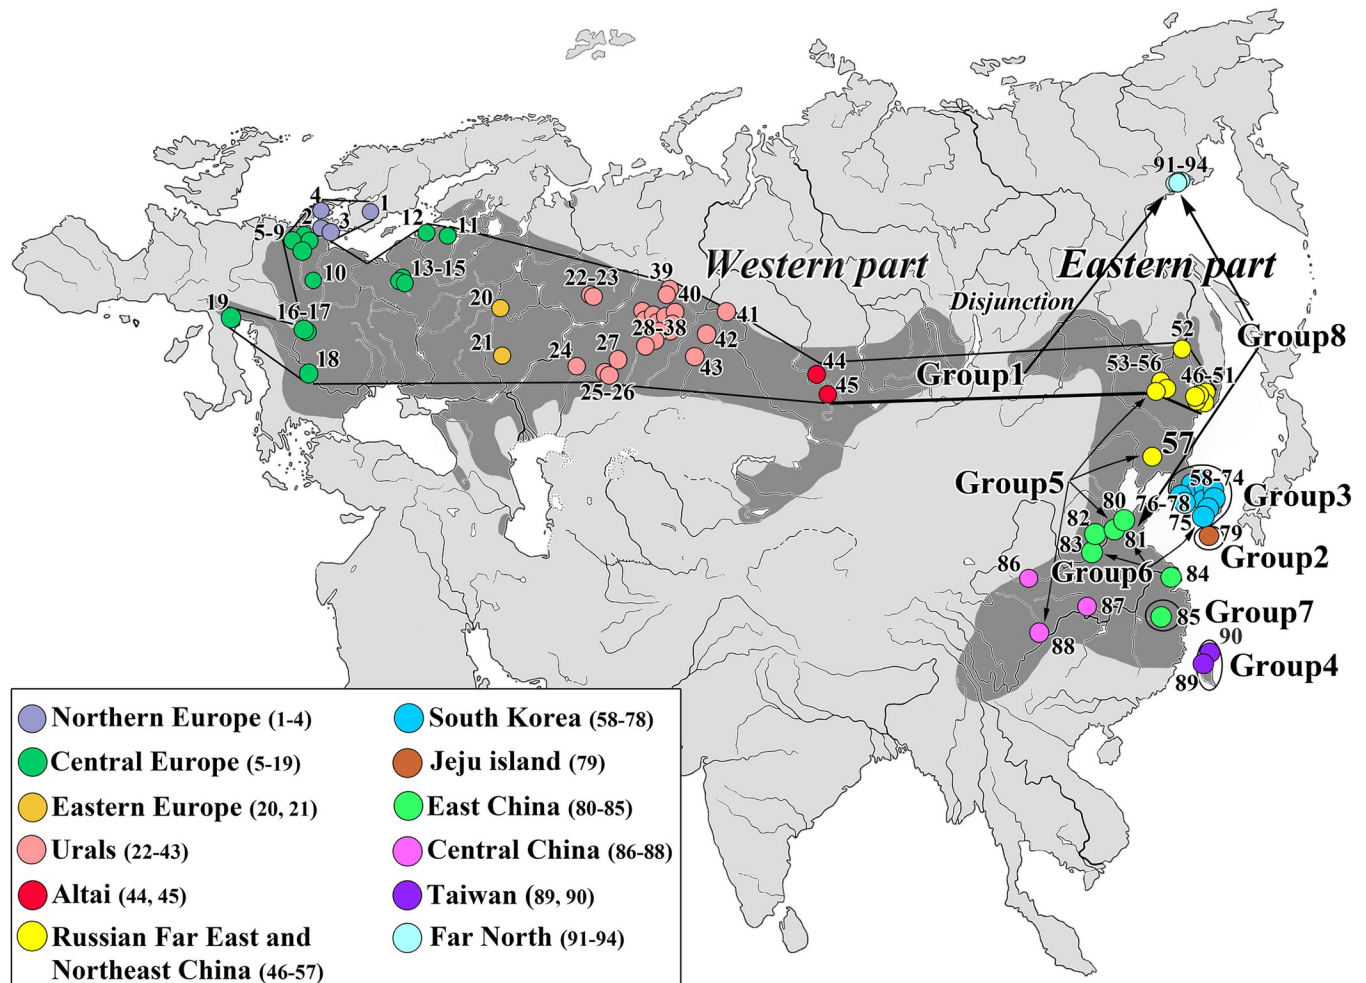 4
1
2
3
12
11
5-9
10
13-15
19
16-17
18
20
21
22-23
39
40
41
28-38
42
27
24
43
25-26
44
45
Western part
Eastern part
Disjunction
91-94
52
Group8
Group1
53-56
46-51
57
Group5
58-74
Group3
80
76-78
82
75
81
79
83
Group2
86
Group6
84
87
85
Group7
88
90
89
Group4
Northern Europe (1-4)
Central Europe (5-19)
Eastern Europe (20, 21)
Urals (22-43)
Altai (44, 45)
Russian Far East and
Northeast China (46-57)
South Korea (58-78)
Jeju island (79)
East China (80-85)
Central China (86-88)
Taiwan (89, 90)
Far North (91-94)